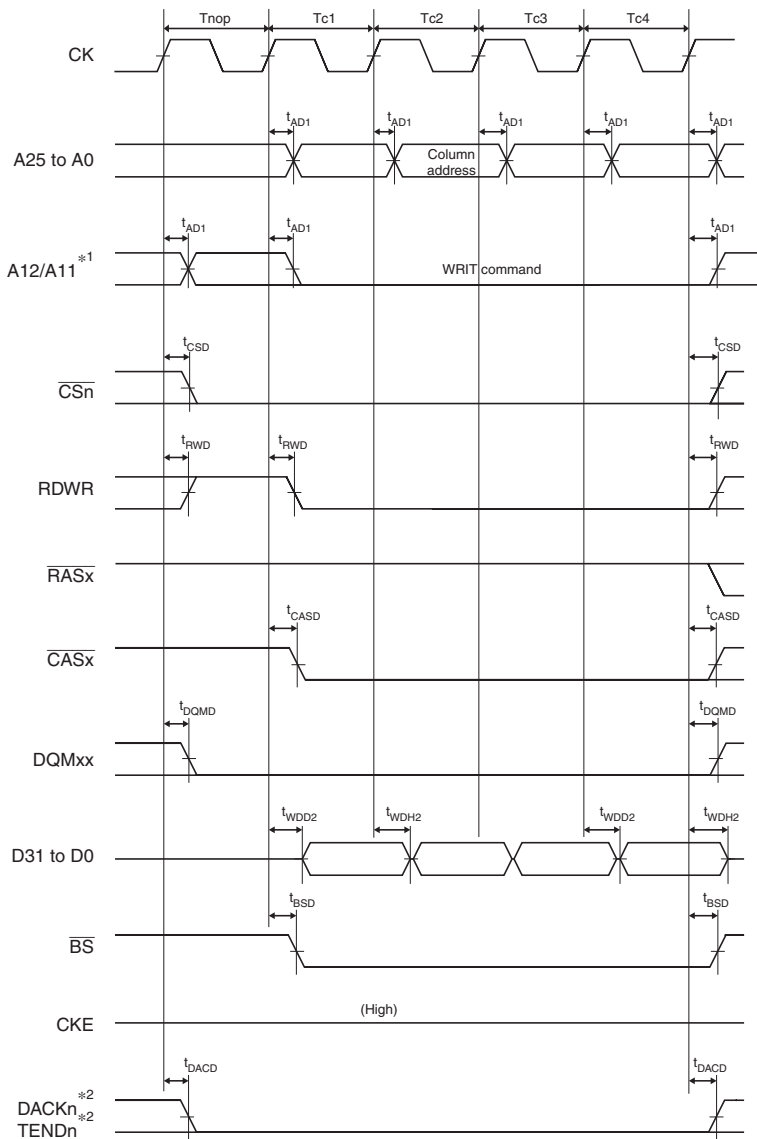 Tnop Tc1 Tc2 Tc3 Tc4
CK
tAD1 tAD1 tAD1 tAD1 tAD1
A25 to A0
Column
address
tAD1 tAD1 tAD1
A12/A11*1
WRIT command
tCSD tCSD
CSn
tRWD tRWD tRWD
RDWR
RASx
tCASD tCASD
CASx
tDQMD tDQMD
DQMxx
tWDD2 tWDH2 tWDD2 tWDH2
D31 to D0
tBSD tBSD
BS
(High)
CKE
tDACD tDACD
DACKn*2
TENDn*2